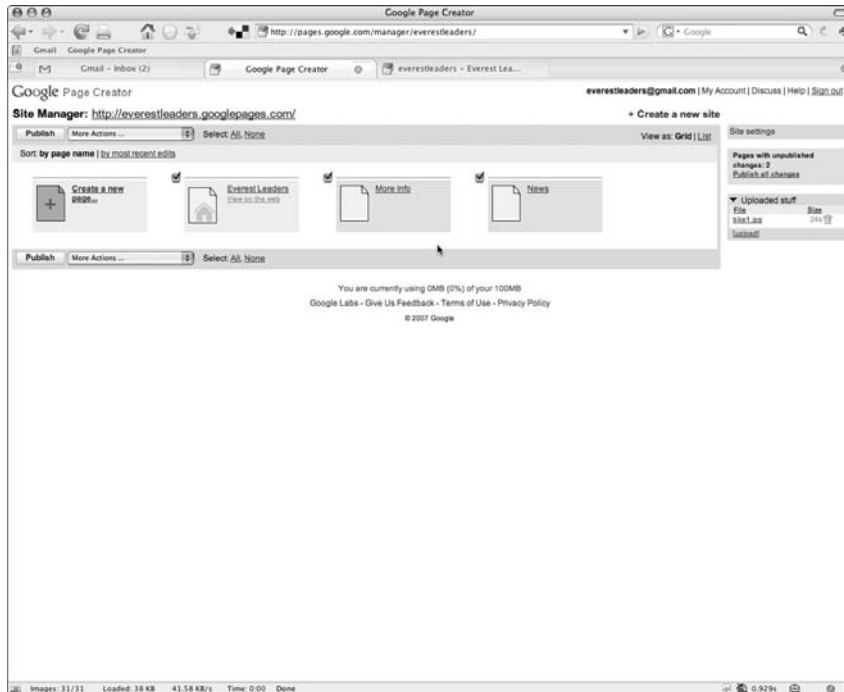 Google Page Creator
http://pages.google.com/manager/everestleaders/
Google
Gmail Google Page Creator
Gmail – Inbox (2)
Google Page Creator
everestleaders – Everest Lea...
Google Page Creator
everestleaders@gmail.com | My Account | Discuss | Help | Sign out
Site Manager: http://everestleaders.googlepages.com/
+ Create a new site
Publish More Actions ... Select: All, None
View as: Grid | List
Sort: by page name | by most recent edits
Create a new page...
Everest Leaders
View on the web
More Info
News
Publish More Actions ... Select: All, None
You are currently using 0MB (0%) of your 100MB
Google Labs - Give Us Feedback - Terms of Use - Privacy Policy
© 2007 Google
Site settings
Pages with unpublished
changes: 2
Publish all changes
▼ Uploaded stuff
File Size
bike1.jpg 24k
[upload]
Images: 31/31 Loaded: 38 KB 41.58 KB/s Time: 0:00 Done
0.929s